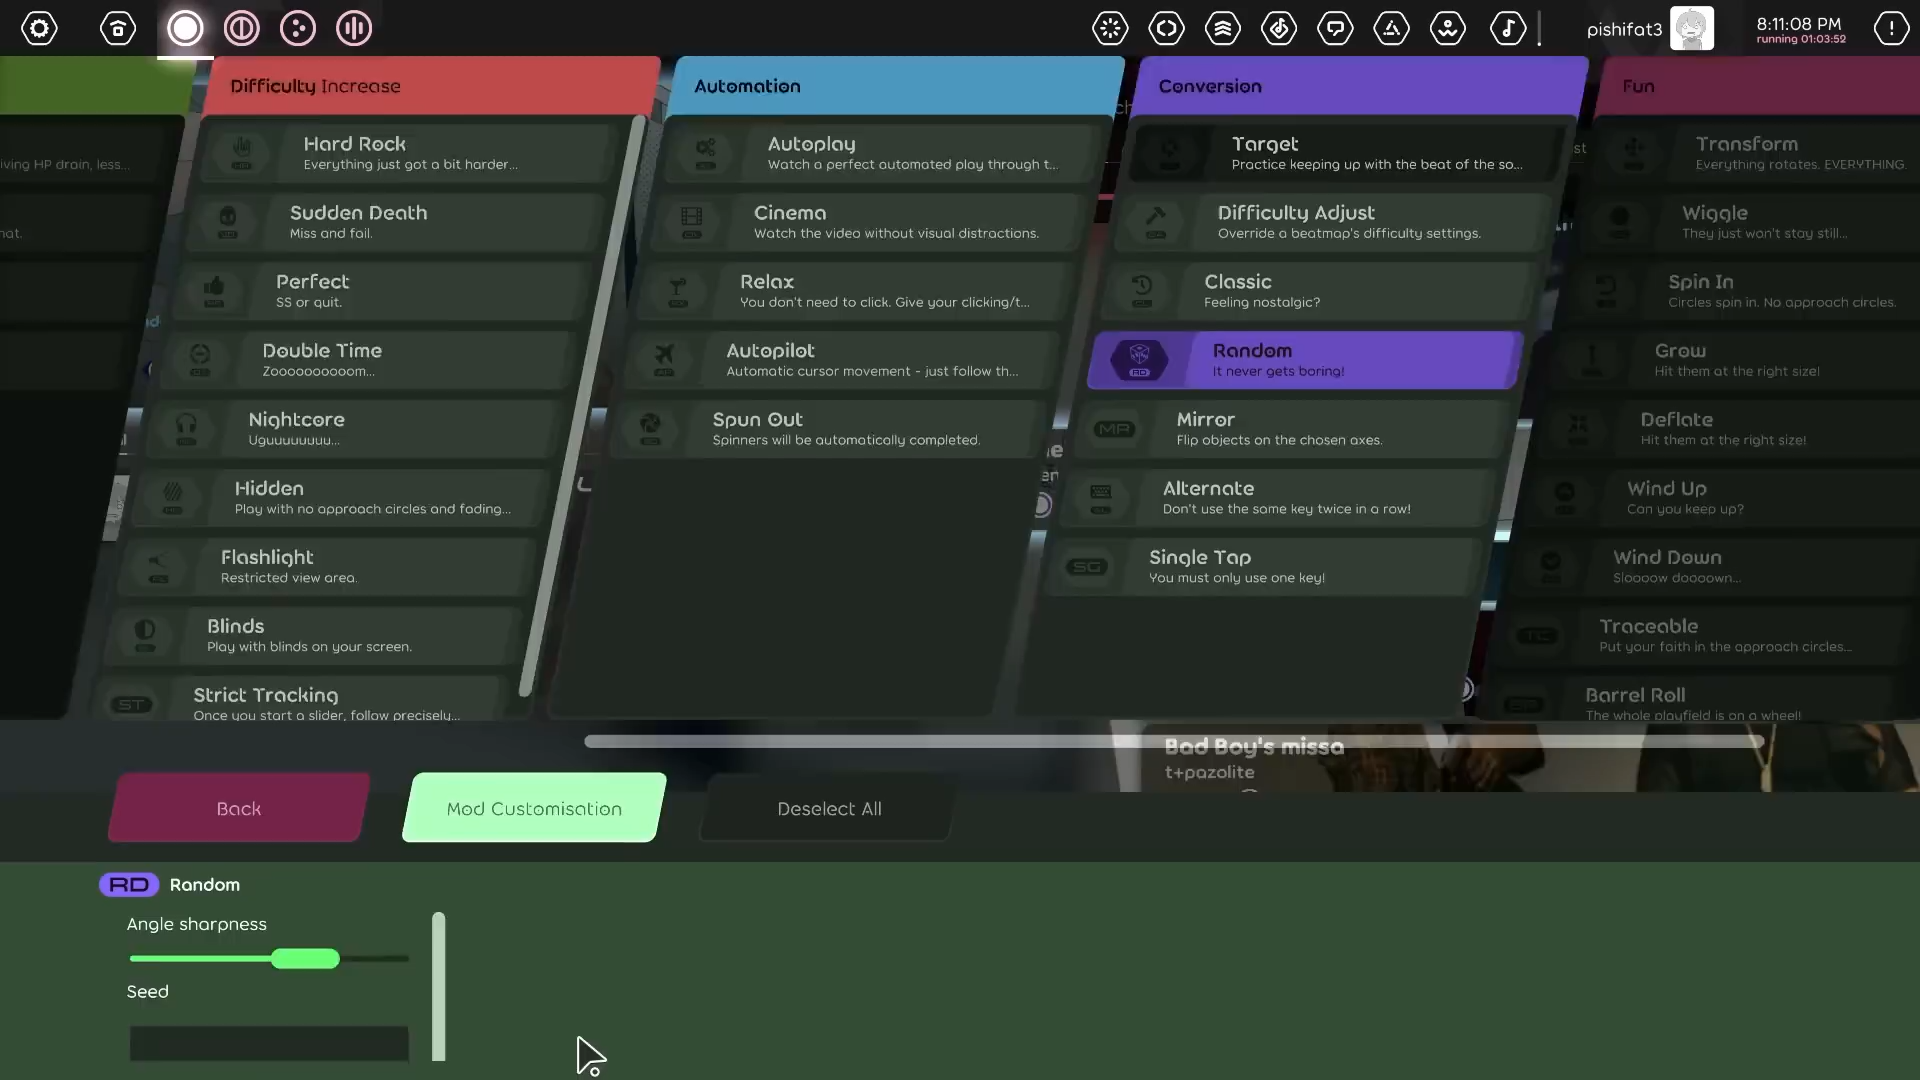 pishifat3
8:11:08 PM
running 01:03:52
iving HP drain, less...
Difficulty Increase
Hard Rock
Everything just got a bit harder...
Sudden Death
Miss and fail.
Perfect
SS or quit.
Double Time
Zoooooooooom...
Nightcore
Uguuuuuuuu...
Hidden
Play with no approach circles and fading...
Flashlight
Restricted view area.
Blinds
Play with blinds on your screen.
ST
Strict Tracking
Once you start a slider, follow precisely...
Automation
Autoplay
Watch a perfect automated play through t...
Cinema
Watch the video without visual distractions.
Relax
You don't need to click. Give your clicking/t...
Autopilot
Automatic cursor movement - just follow th...
Spun Out
Spinners will be automatically completed.
Conversion
Target
Practice keeping up with the beat of the so...
Difficulty Adjust
Override a beatmap's difficulty settings.
Classic
Feeling nostalgic?
RD
Random
It never gets boring!
MR
Mirror
Flip objects on the chosen axes.
Alternate
Don't use the same key twice in a row!
SG
Single Tap
You must only use one key!
Fun
Transform
Everything rotates. EVERYTHING.
Wiggle
They just won't stay still...
Spin In
Circles spin in. No approach circles.
Grow
Hit them at the right size!
Deflate
Hit them at the right size!
Wind Up
Can you keep up?
Wind Down
Sloooow doooown...
TC
Traceable
Put your faith in the approach circles...
Barrel Roll
The whole playfield is on a wheel!
Bad Boy's missa
t+pazolite
Back
Mod Customisation
Deselect All
RD
Random
Angle sharpness
Seed